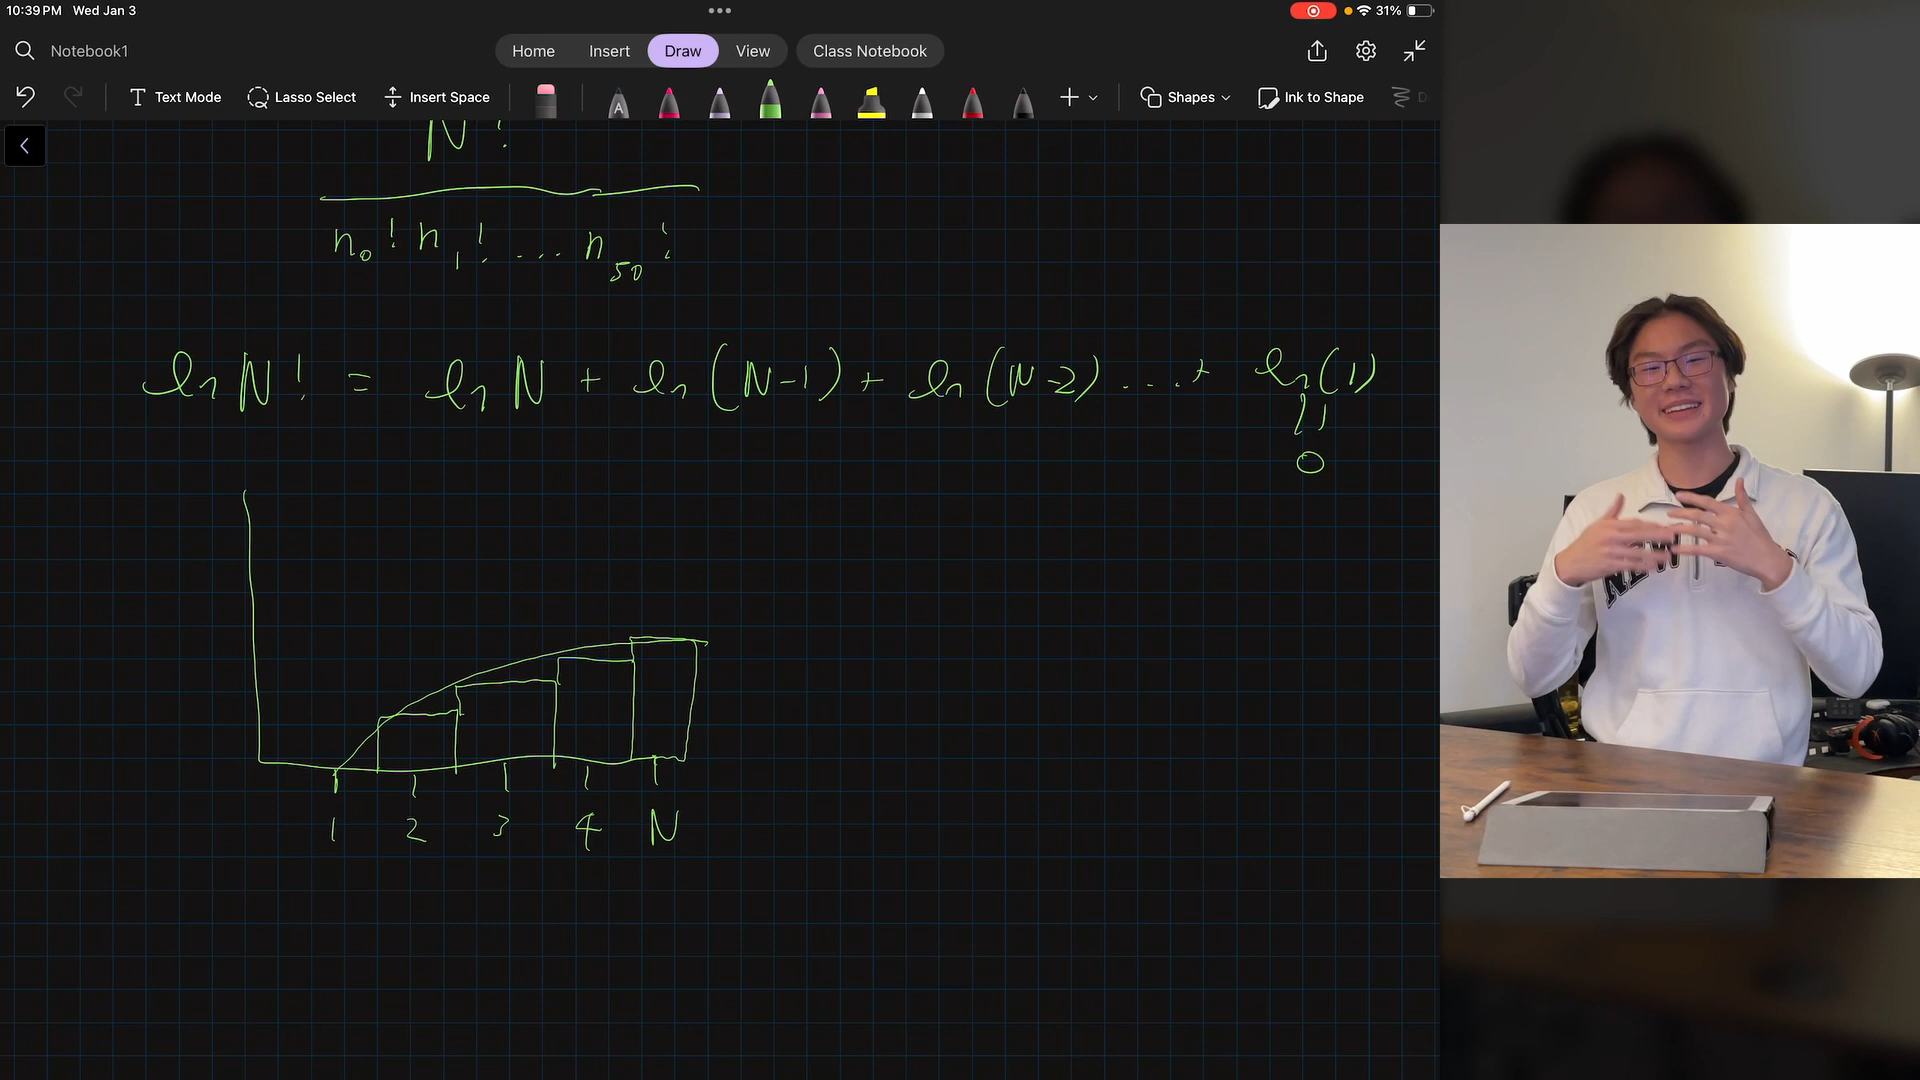 10:39 PM Wed Jan 3 31%
Notebook1 Home Insert Draw View Class Notebook
Text Mode Lasso Select Insert Space A Shapes Ink to Shape D
N!
n₀! n₁! .... n₅₀!
ln N! = ln N + ln (N-1) + ln (N-2) ....+ ln(1)
0
1 2 3 4 N
NEW